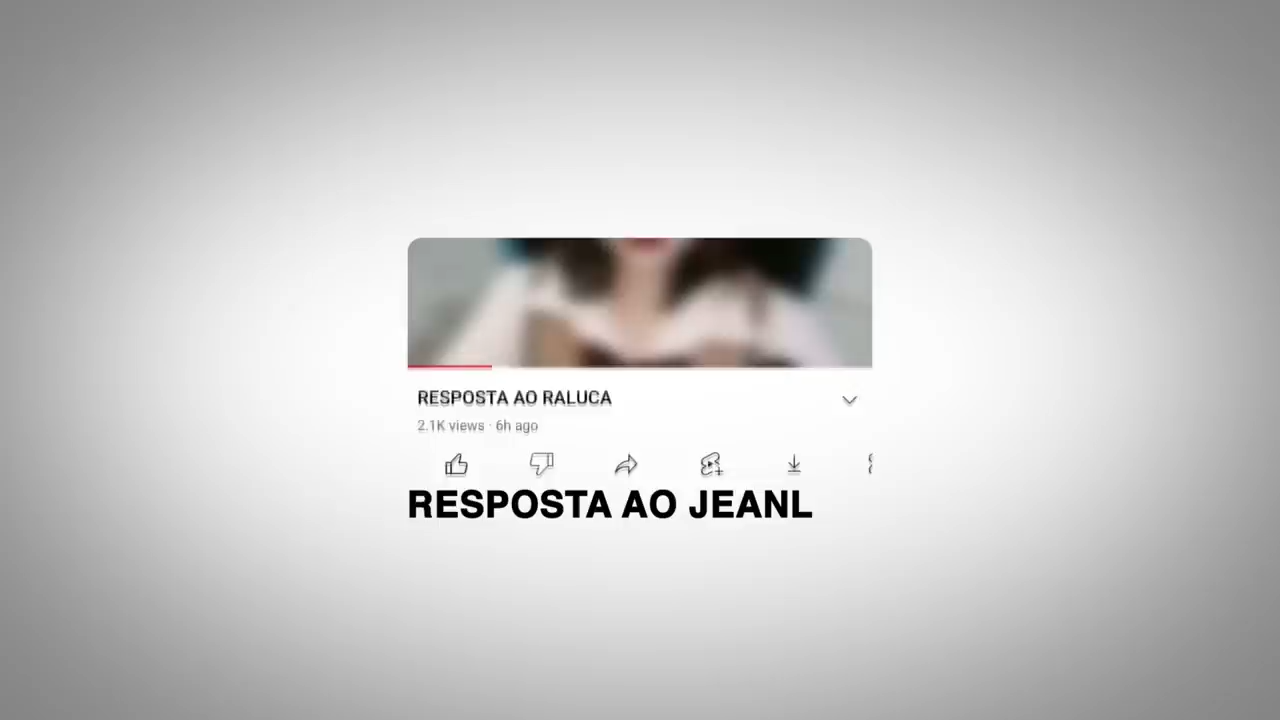 RESPOSTA AO RALUCA
2.1K views · 6h ago
RESPOSTA AO JEANL